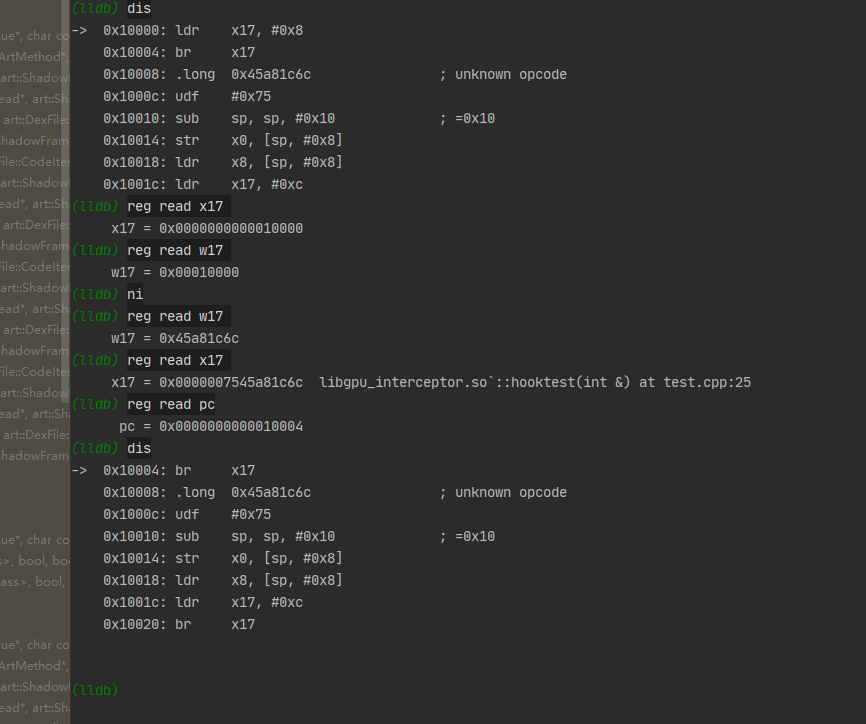 (lldb) dis
-> 0x10000: ldr x17, #0x8
0x10004: br x17
0x10008: .long 0x45a81c6c ; unknown opcode
0x1000c: udf #0x75
0x10010: sub sp, sp, #0x10 ; =0x10
0x10014: str x0, [sp, #0x8]
0x10018: ldr x8, [sp, #0x8]
0x1001c: ldr x17, #0xc
(lldb) reg read x17
x17 = 0x0000000000010000
(lldb) reg read w17
w17 = 0x00010000
(lldb) ni
(lldb) reg read w17
w17 = 0x45a81c6c
(lldb) reg read x17
x17 = 0x0000007545a81c6c libgpu_interceptor.so`::hooktest(int &) at test.cpp:25
(lldb) reg read pc
pc = 0x0000000000010004
(lldb) dis
-> 0x10004: br x17
0x10008: .long 0x45a81c6c ; unknown opcode
0x1000c: udf #0x75
0x10010: sub sp, sp, #0x10 ; =0x10
0x10014: str x0, [sp, #0x8]
0x10018: ldr x8, [sp, #0x8]
0x1001c: ldr x17, #0xc
0x10020: br x17
(lldb)
ue*, char co
ArtMethod*,
art::Shadow
ead*, art::Sh
art::DexFile:
hadowFram
File::CodeIter
art::Shadow
ead*, art::Sh
art::DexFile:
hadowFram
File::CodeIter
art::Shadow
ead*, art::Sh
art::DexFile:
hadowFram
File::CodeIter
art::Shadow
ead*, art::Sh
art::DexFile:
hadowFram
ue*, char co
>, bool, boo
ass>, bool,
ue*, char co
ArtMethod*,
art::Shadow
ead*, art::Sh